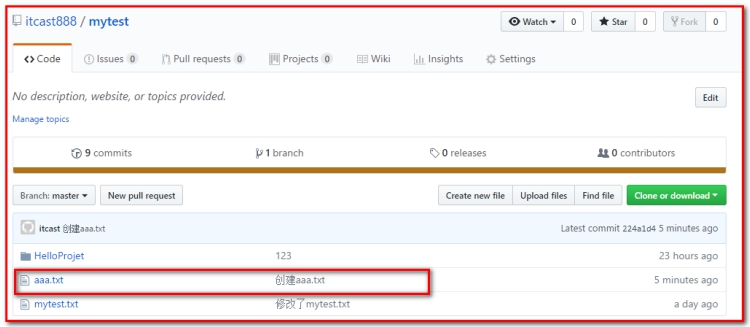 itcast888 / mytest
Watch 0 Star 0 Fork 0
Code Issues 0 Pull requests 0 Projects 0 Wiki Insights Settings
No description, website, or topics provided. Edit
Manage topics
9 commits 1 branch 0 releases 0 contributors
Branch: master New pull request Create new file Upload files Find file Clone or download
itcast 创建aaa.txt Latest commit 224a1d4 5 minutes ago
HelloProjet 123 23 hours ago
aaa.txt 创建aaa.txt 5 minutes ago
mytest.txt 修改了mytest.txt a day ago